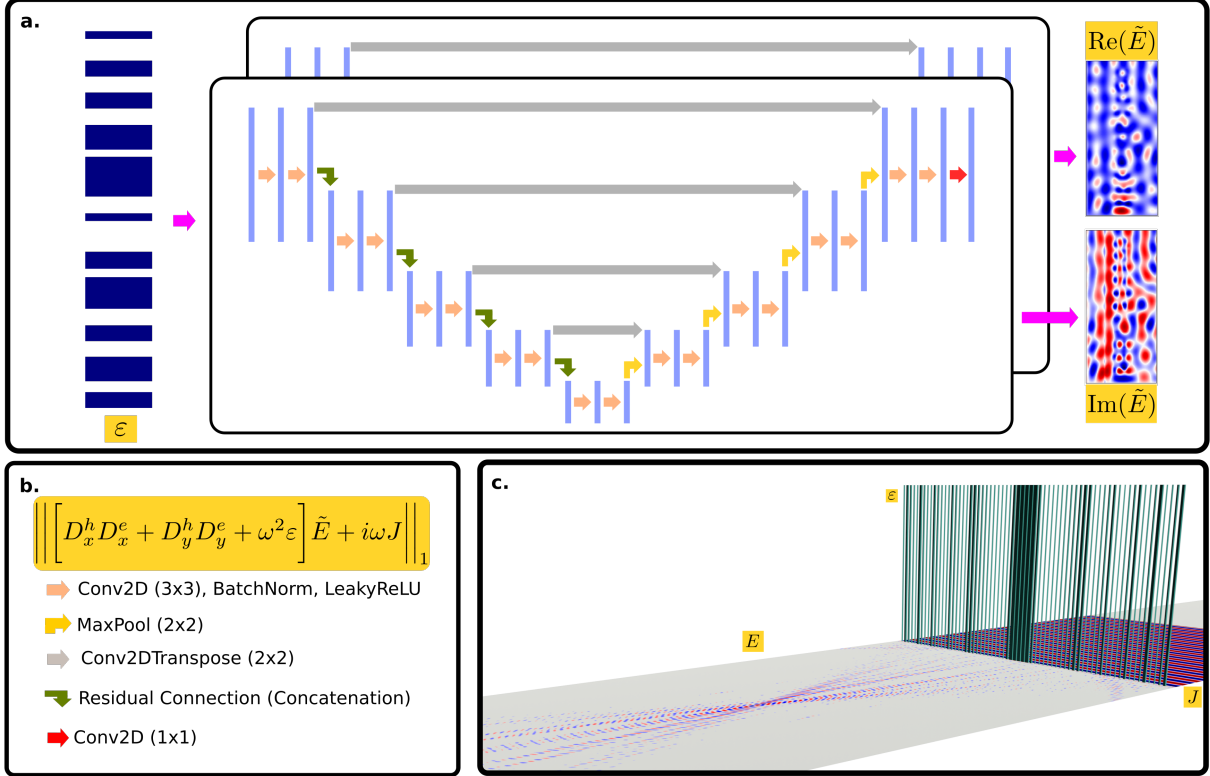 a.
Re(Ẽ)
Im(Ẽ)
ε
b.
||[D_x^h D_x^e + D_y^h D_y^e + ω²ε]Ẽ + iωJ||₁
Conv2D (3x3), BatchNorm, LeakyReLU
MaxPool (2x2)
Conv2DTranspose (2x2)
Residual Connection (Concatenation)
Conv2D (1x1)
c.
ε
E
J